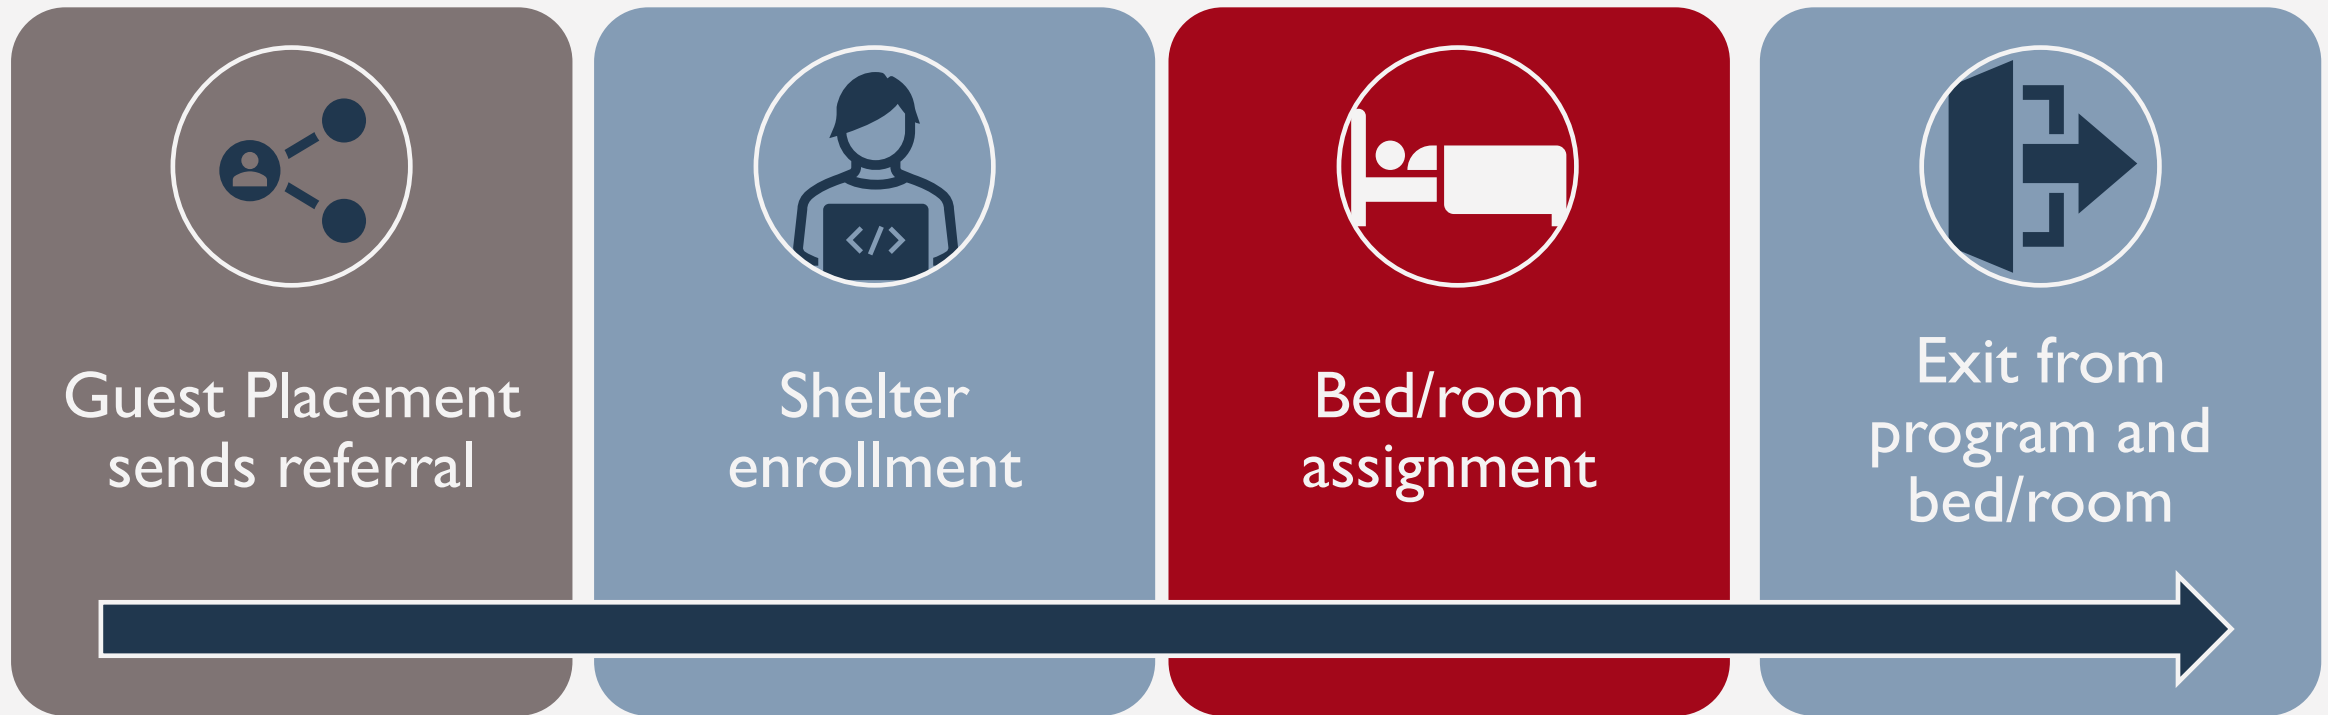 Guest Placement
sends referral
Shelter
enrollment
</>
Bed/room
assignment
Exit from
program and
bed/room